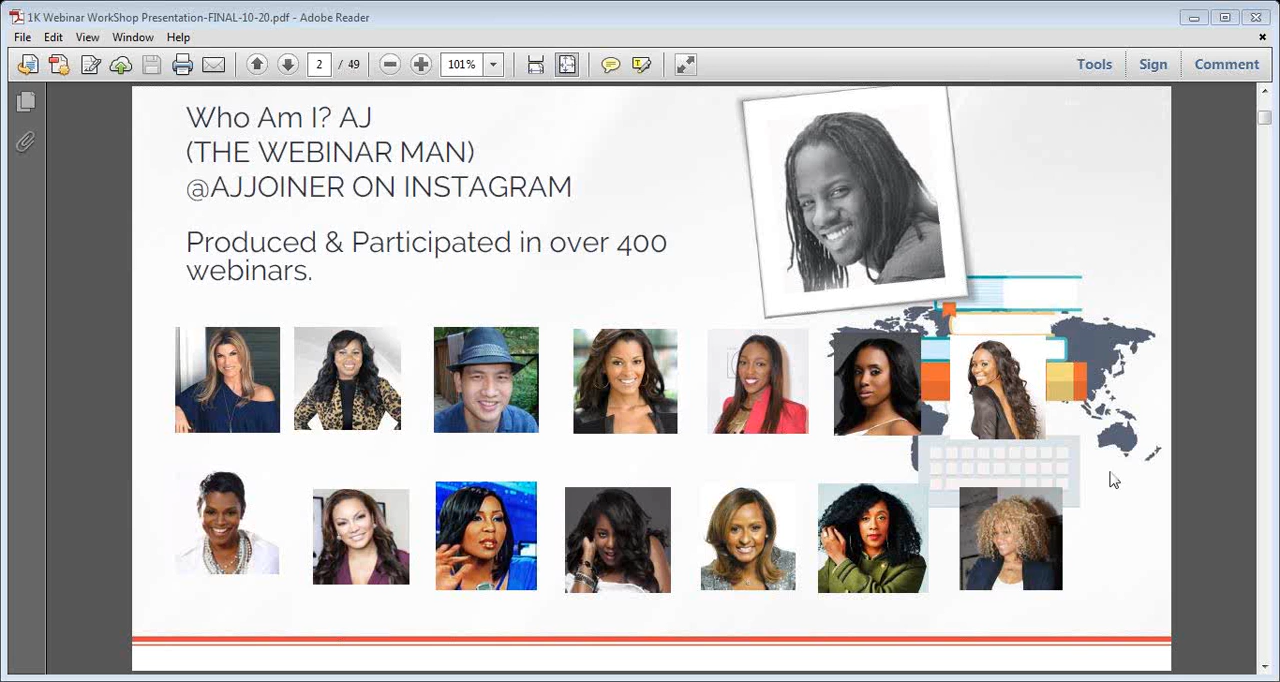 1K Webinar WorkShop Presentation-FINAL-10-20.pdf - Adobe Reader
File Edit View Window Help
2 / 49 101% Tools Sign Comment
Who Am I? AJ
(THE WEBINAR MAN)
@AJJOINER ON INSTAGRAM
Produced & Participated in over 400
webinars.